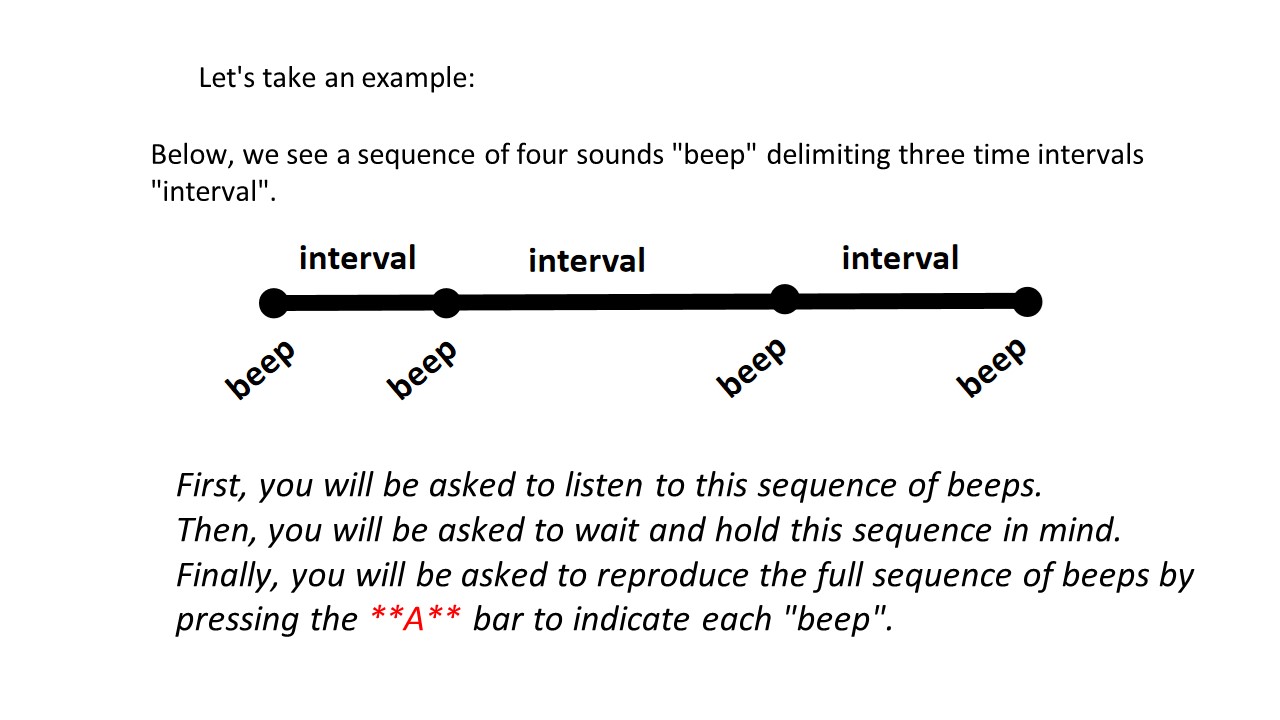 Let's take an example:
Below, we see a sequence of four sounds "beep" delimiting three time intervals
"interval".
interval interval interval
beep beep beep beep
First, you will be asked to listen to this sequence of beeps.
Then, you will be asked to wait and hold this sequence in mind.
Finally, you will be asked to reproduce the full sequence of beeps by
pressing the **A** bar to indicate each "beep".